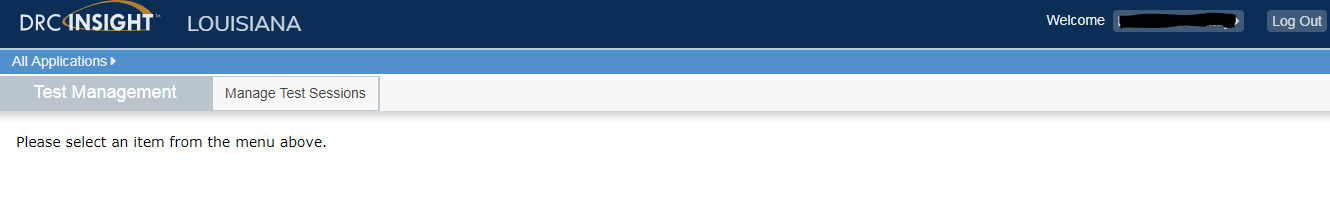 DRC INSIGHT™ LOUISIANA Welcome Log Out
All Applications
Test Management Manage Test Sessions
Please select an item from the menu above.